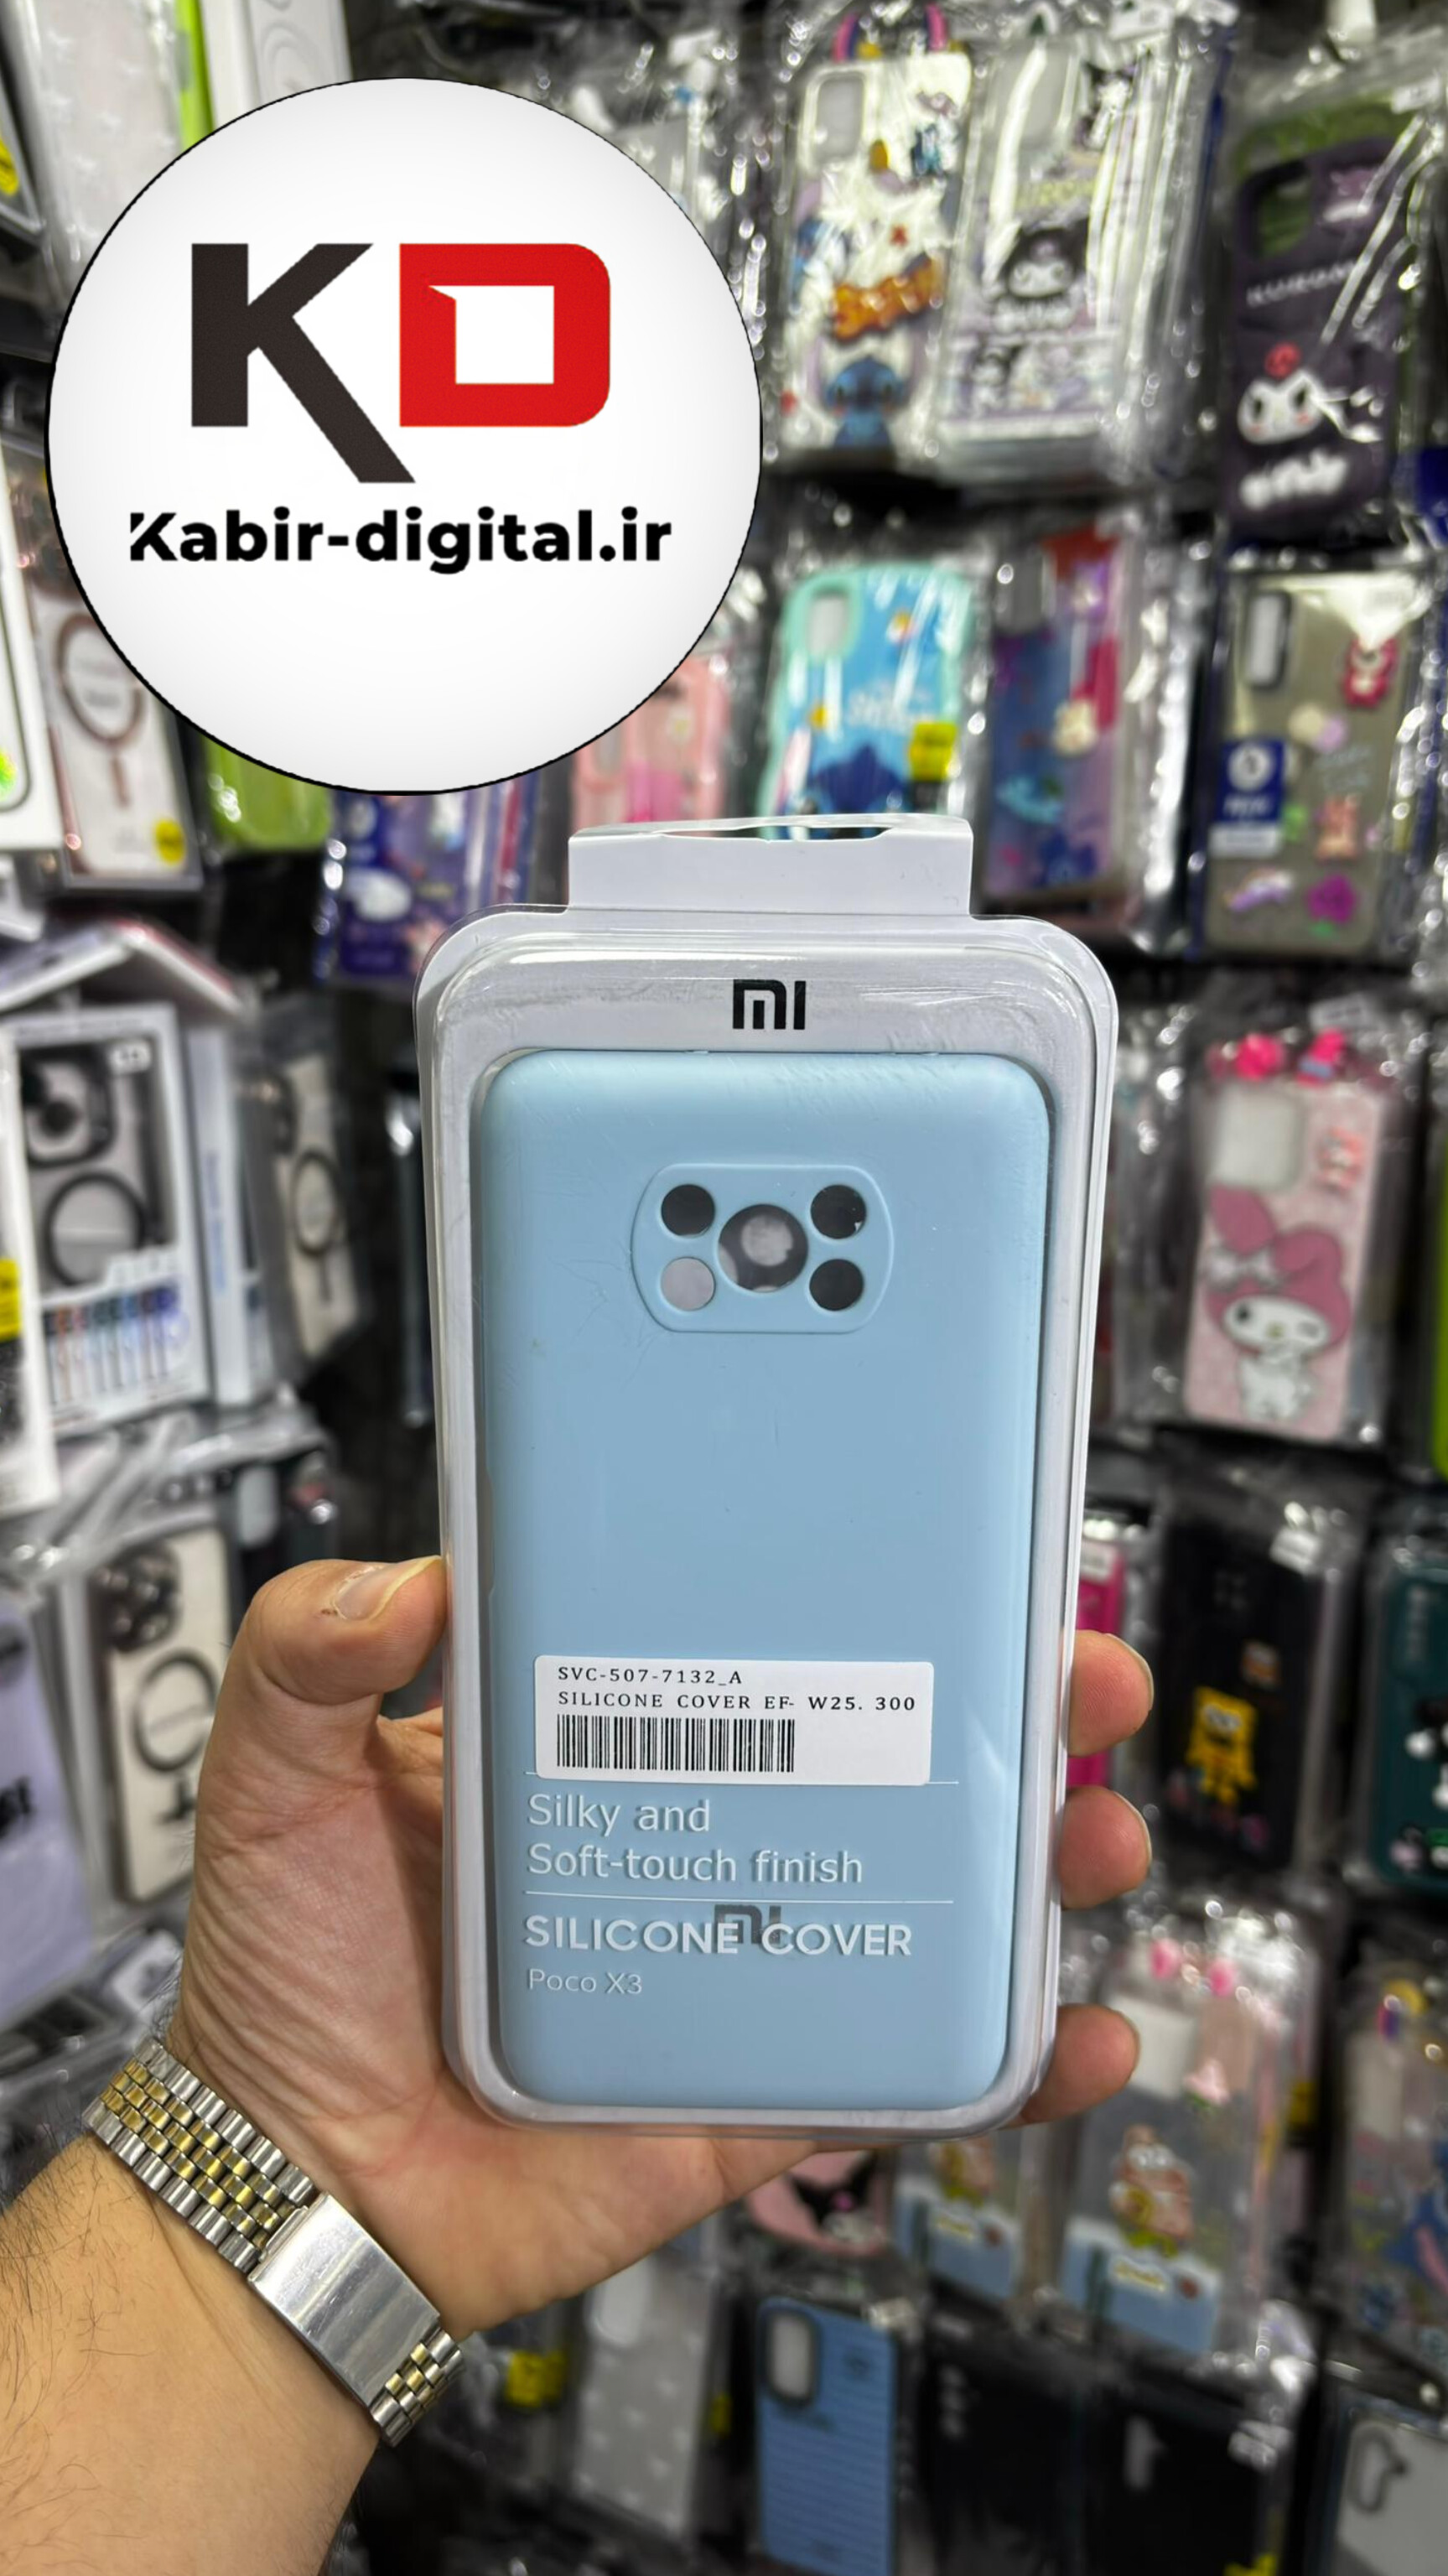 KD
Kabir-digital.ir
mi
SVC-507-7132_A
SILICONE COVER EF- W25. 300
Silky and
Soft-touch finish
mi
SILICONE COVER
Poco X3